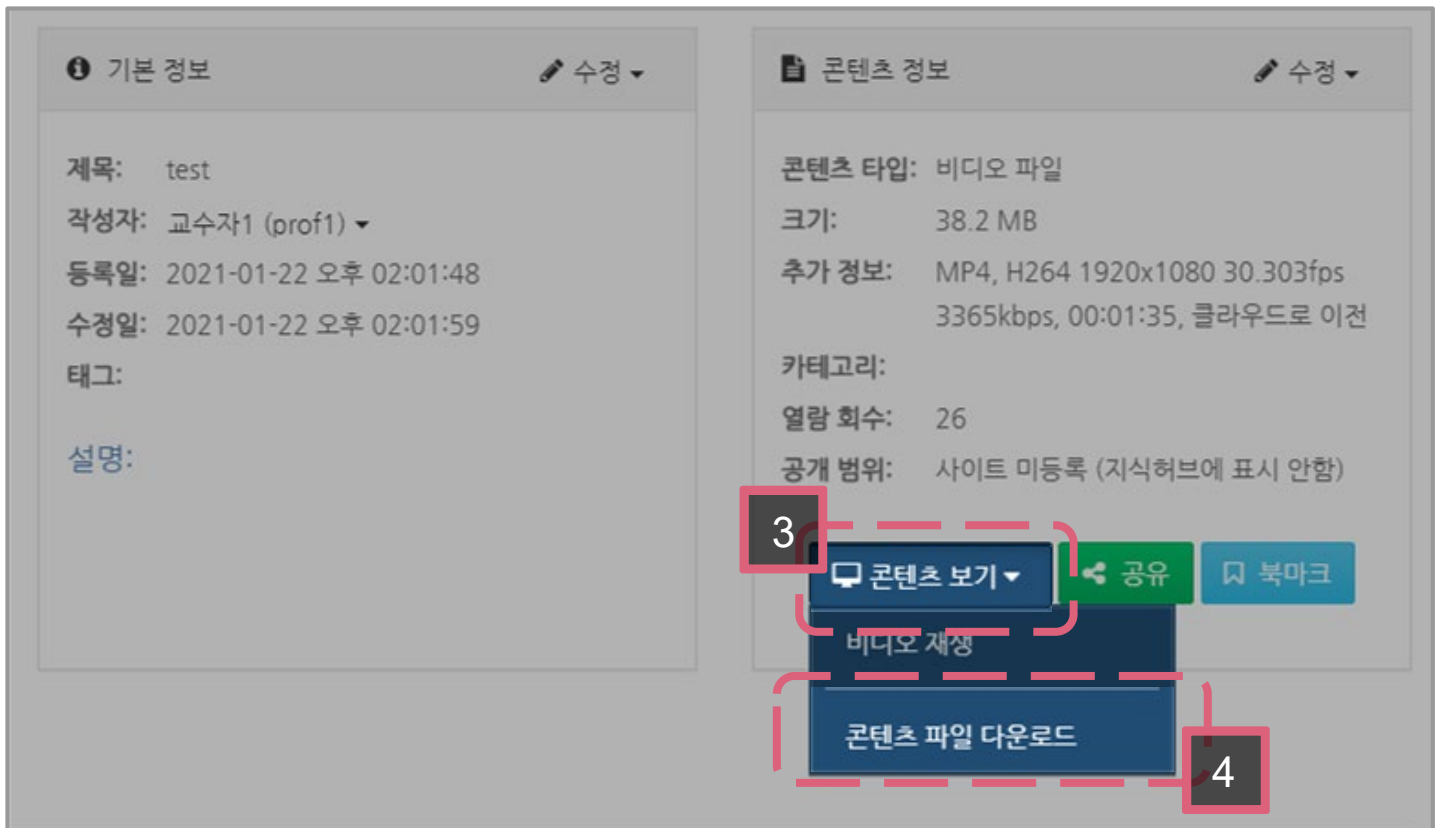 기본 정보
수정
제목: test
작성자: 교수자1 (prof1)
등록일: 2021-01-22 오후 02:01:48
수정일: 2021-01-22 오후 02:01:59
태그:
설명:
콘텐츠 정보
수정
콘텐츠 타입: 비디오 파일
크기: 38.2 MB
추가 정보: MP4, H264 1920x1080 30.303fps
3365kbps, 00:01:35, 클라우드로 이전
카테고리:
열람 회수: 26
공개 범위: 사이트 미등록 (지식허브에 표시 안함)
3
콘텐츠 보기 공유 북마크
비디오 재생
콘텐츠 파일 다운로드
4